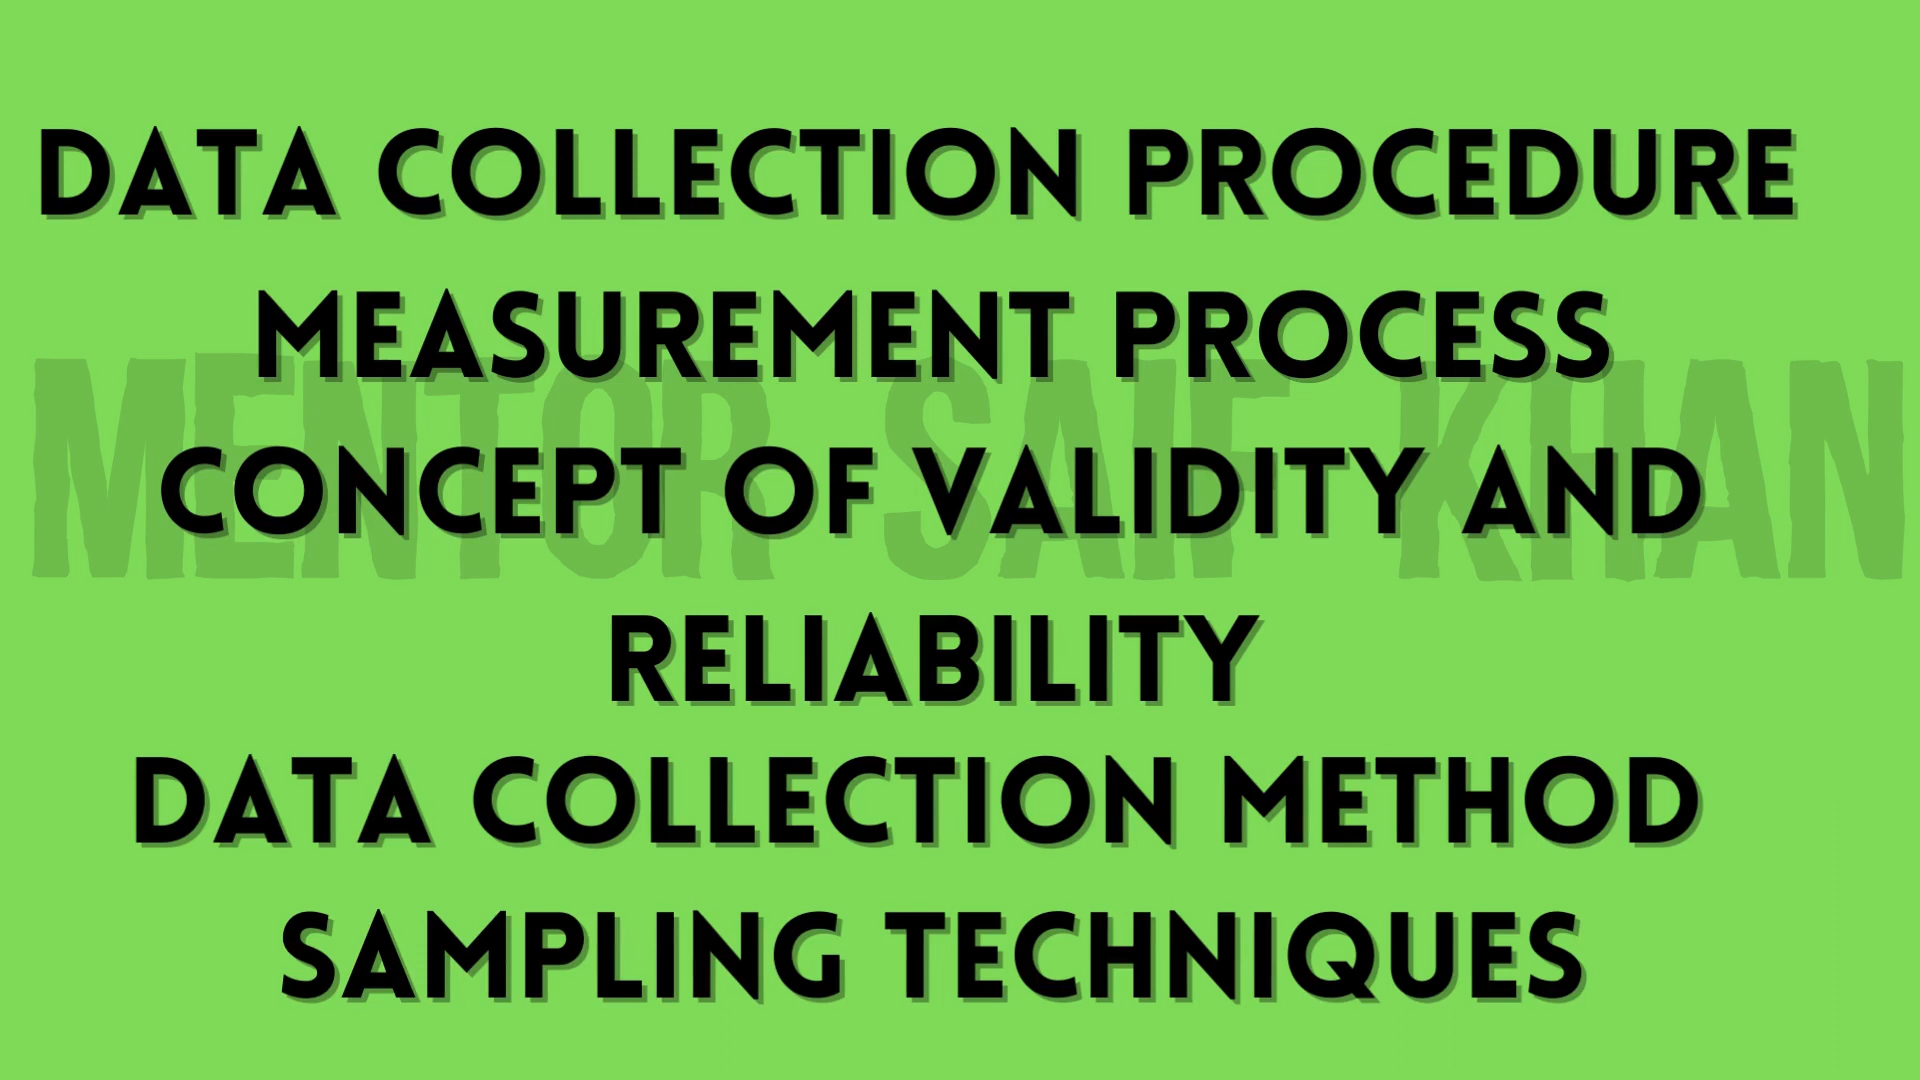 DATA COLLECTION PROCEDURE
MEASUREMENT PROCESS
MENTOR SAIF KHAN
CONCEPT OF VALIDITY AND
RELIABILITY
DATA COLLECTION METHOD
SAMPLING TECHNIQUES